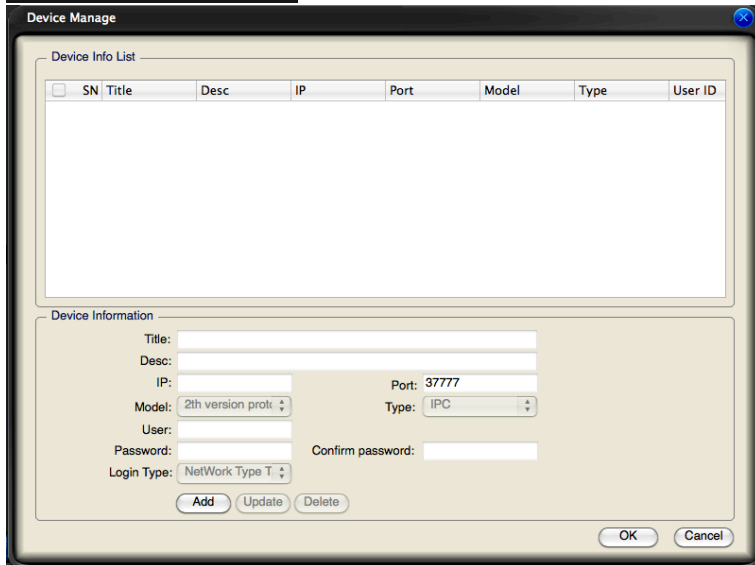 Device Manage
Device Info List
SN Title Desc IP Port Model Type User ID
Device Information
Title:
Desc:
IP: Port: 37777
Model: 2th version proto Type: IPC
User:
Password: Confirm password:
Login Type: NetWork Type T
Add Update Delete
OK Cancel